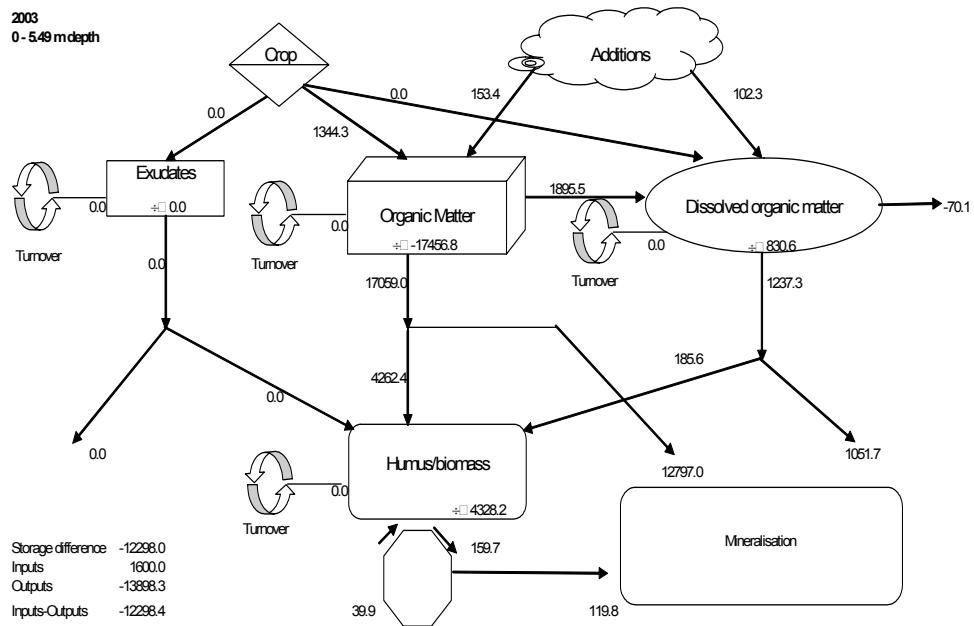 2003
0 - 5.49 m depth
Crop
Additions
0.0
153.4
102.3
0.0
1344.3
Exudates
÷□ 0.0
0.0
Turnover
Organic Matter
÷□ -17456.8
0.0
Turnover
1895.5
Dissolved organic matter
÷□ 830.6
0.0
Turnover
-70.1
0.0
17059.0
1237.3
4262.4
185.6
0.0
0.0
12797.0
1051.7
Humus/biomass
÷□ 4328.2
0.0
Turnover
Mineralisation
159.7
39.9
119.8
Storage difference -12298.0
Inputs 1600.0
Outputs -13898.3
Inputs-Outputs -12298.4